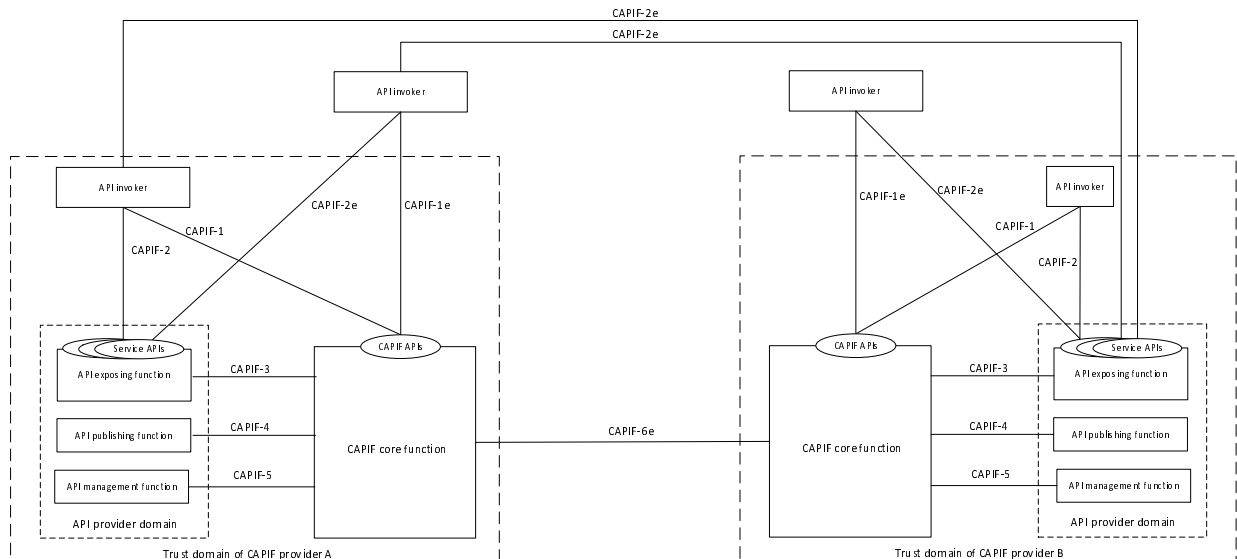 CAPIF-2e
CAPIF-2e
API invoker
API invoker
API invoker
API invoker
CAPIF-2
CAPIF-1
CAPIF-2e
CAPIF-1e
CAPIF-1e
CAPIF-2e
CAPIF-1
CAPIF-2
Service APIs
API exposing function
CAPIF APIs
CAPIF APIs
Service APIs
API exposing function
CAPIF-3
CAPIF-3
API publishing function
CAPIF-4
CAPIF core function
CAPIF-6e
CAPIF core function
CAPIF-4
API publishing function
API management function
CAPIF-5
CAPIF-5
API management function
API provider domain
API provider domain
Trust domain of CAPIF provider A
Trust domain of CAPIF provider B